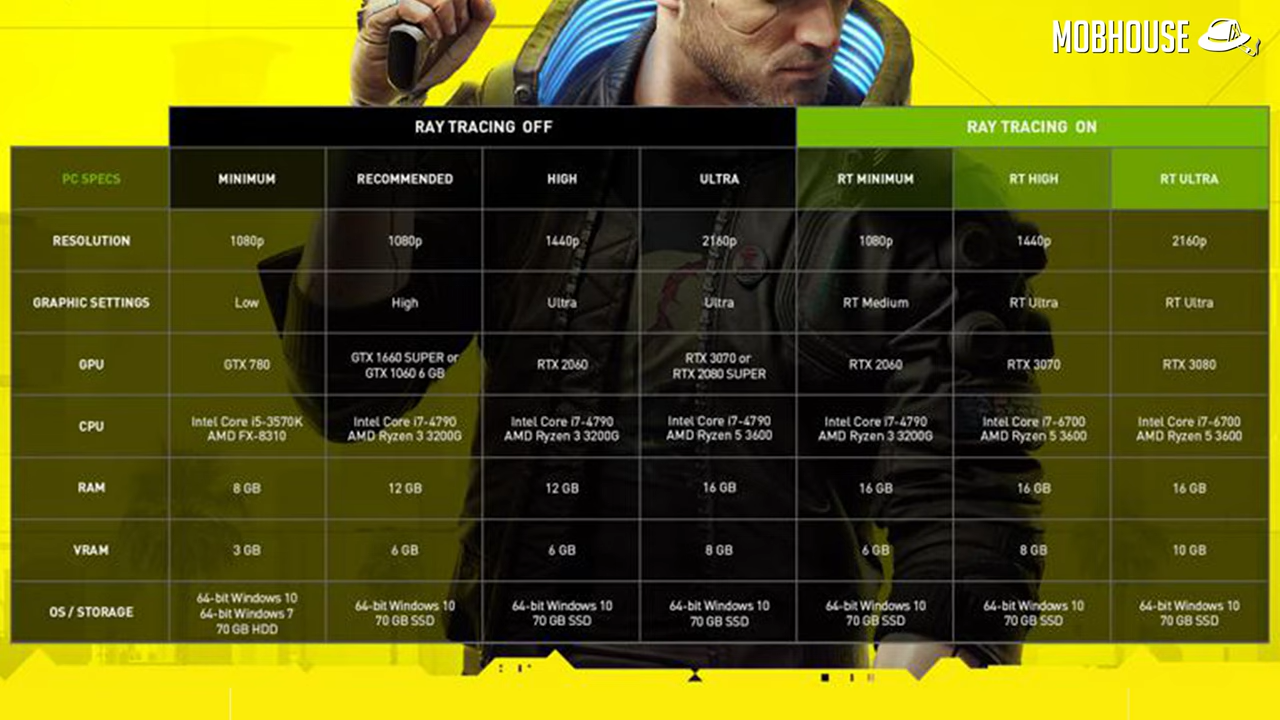 MOBHOUSE
RAY TRACING OFF RAY TRACING ON
PC SPECS MINIMUM RECOMMENDED HIGH ULTRA RT MINIMUM RT HIGH RT ULTRA
RESOLUTION 1080p 1080p 1440p 2160p 1080p 1440p 2160p
GRAPHIC SETTINGS Low High Ultra Ultra RT Medium RT Ultra RT Ultra
GPU GTX 780 GTX 1660 SUPER or GTX 1060 6 GB RTX 2060 RTX 3070 or RTX 2080 SUPER RTX 2060 RTX 3070 RTX 3080
CPU Intel Core i5-3570K AMD FX-8310 Intel Core i7-4790 AMD Ryzen 3 3200G Intel Core i7-4790 AMD Ryzen 3 3200G Intel Core i7-4790 AMD Ryzen 5 3600 Intel Core i7-4790 AMD Ryzen 3 3200G Intel Core i7-6700 AMD Ryzen 5 3600 Intel Core i7-6700 AMD Ryzen 5 3600
RAM 8 GB 12 GB 12 GB 16 GB 16 GB 16 GB 16 GB
VRAM 3 GB 6 GB 6 GB 8 GB 6 GB 8 GB 10 GB
OS / STORAGE 64-bit Windows 10 64-bit Windows 7 70 GB HDD 64-bit Windows 10 70 GB SSD 64-bit Windows 10 70 GB SSD 64-bit Windows 10 70 GB SSD 64-bit Windows 10 70 GB SSD 64-bit Windows 10 70 GB SSD 64-bit Windows 10 70 GB SSD